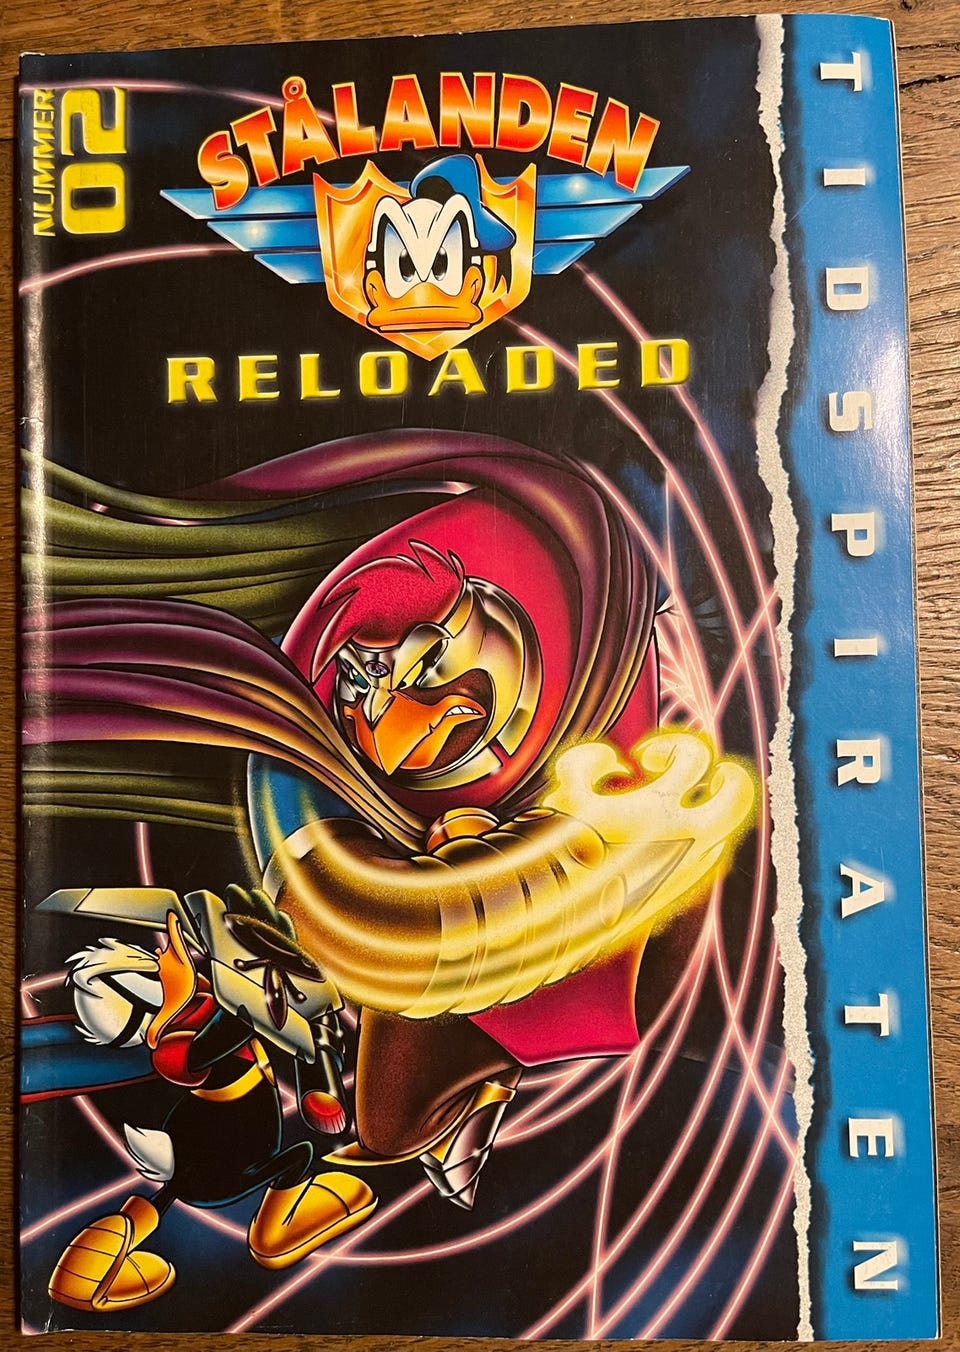 NUMMER
02
STÅLANDEN
RELOADED
TIDSPIRATEN